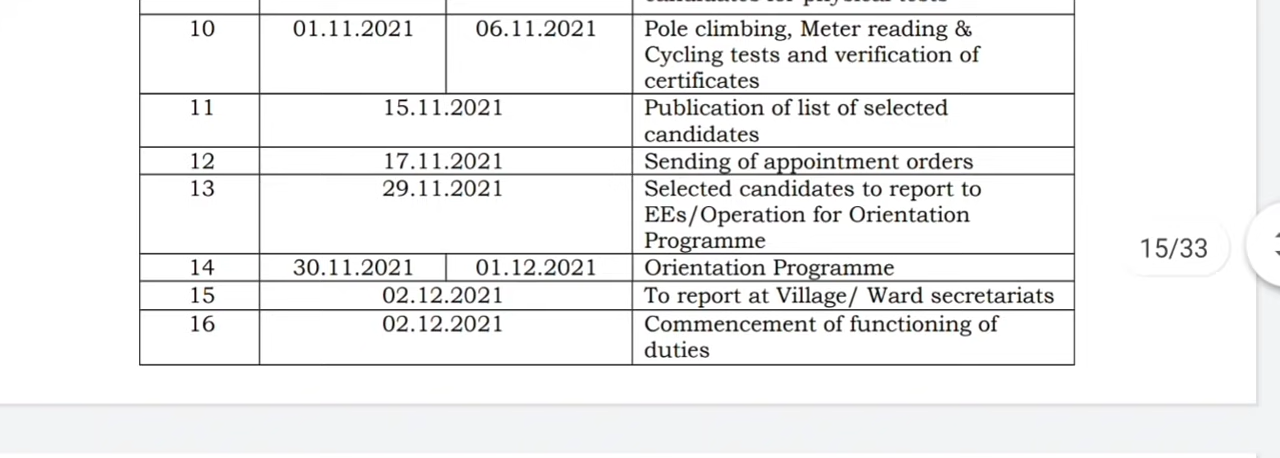 10 01.11.2021 06.11.2021 Pole climbing, Meter reading &
Cycling tests and verification of
certificates
11 15.11.2021 Publication of list of selected
candidates
12 17.11.2021 Sending of appointment orders
13 29.11.2021 Selected candidates to report to
EEs/Operation for Orientation
Programme
15/33
14 30.11.2021 01.12.2021 Orientation Programme
15 02.12.2021 To report at Village/ Ward secretariats
16 02.12.2021 Commencement of functioning of
duties